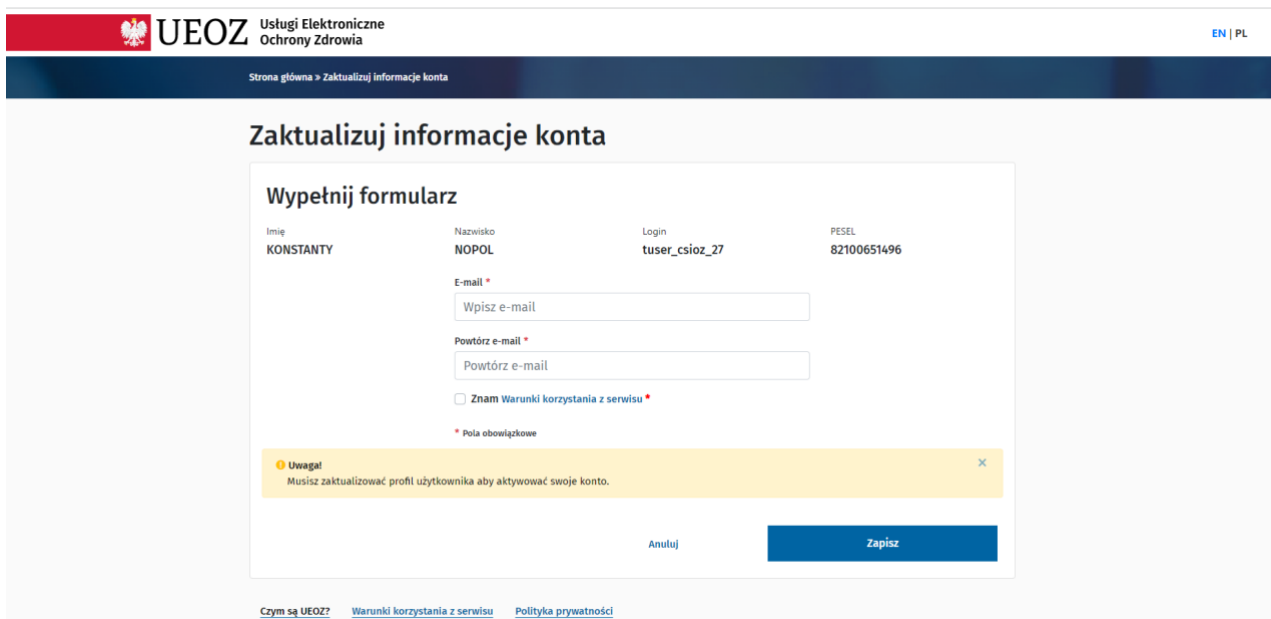 UEOZ Usługi Elektroniczne
Ochrony Zdrowia
EN | PL
Strona główna » Zaktualizuj informacje konta
Zaktualizuj informacje konta
Wypełnij formularz
Imię Nazwisko Login PESEL
KONSTANTY NOPOL tuser_csioz_27 82100651496
E-mail *
Wpisz e-mail
Powtórz e-mail *
Powtórz e-mail
Znam Warunki korzystania z serwisu *
* Pola obowiązkowe
Uwaga!
Musisz zaktualizować profil użytkownika aby aktywować swoje konto.
Anuluj Zapisz
Czym są UEOZ? Warunki korzystania z serwisu Polityka prywatności